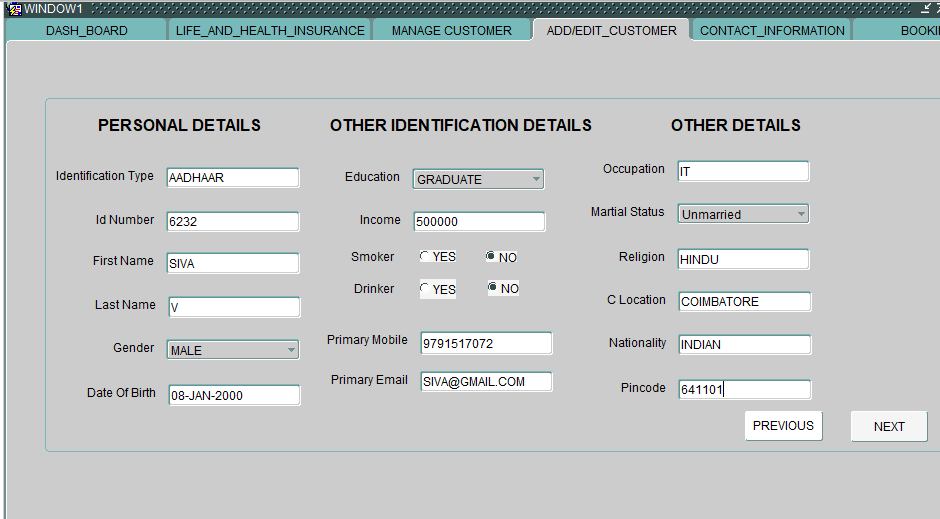 WINDOW1
DASH_BOARD LIFE_AND_HEALTH_INSURANCE MANAGE CUSTOMER ADD/EDIT_CUSTOMER CONTACT_INFORMATION BOOKI
PERSONAL DETAILS
Identification Type AADHAAR
Id Number 6232
First Name SIVA
Last Name V
Gender MALE
Date Of Birth 08-JAN-2000
OTHER IDENTIFICATION DETAILS
Education GRADUATE
Income 500000
Smoker YES NO
Drinker YES NO
Primary Mobile 9791517072
Primary Email SIVA@GMAIL.COM
OTHER DETAILS
Occupation IT
Martial Status Unmarried
Religion HINDU
C Location COIMBATORE
Nationality INDIAN
Pincode 641101
PREVIOUS NEXT